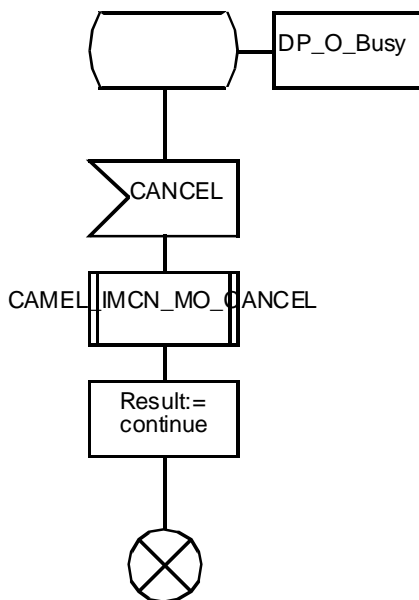 DP_O_Busy
CANCEL
CAMEL_IMCN_MO_CANCEL
Result:=
continue